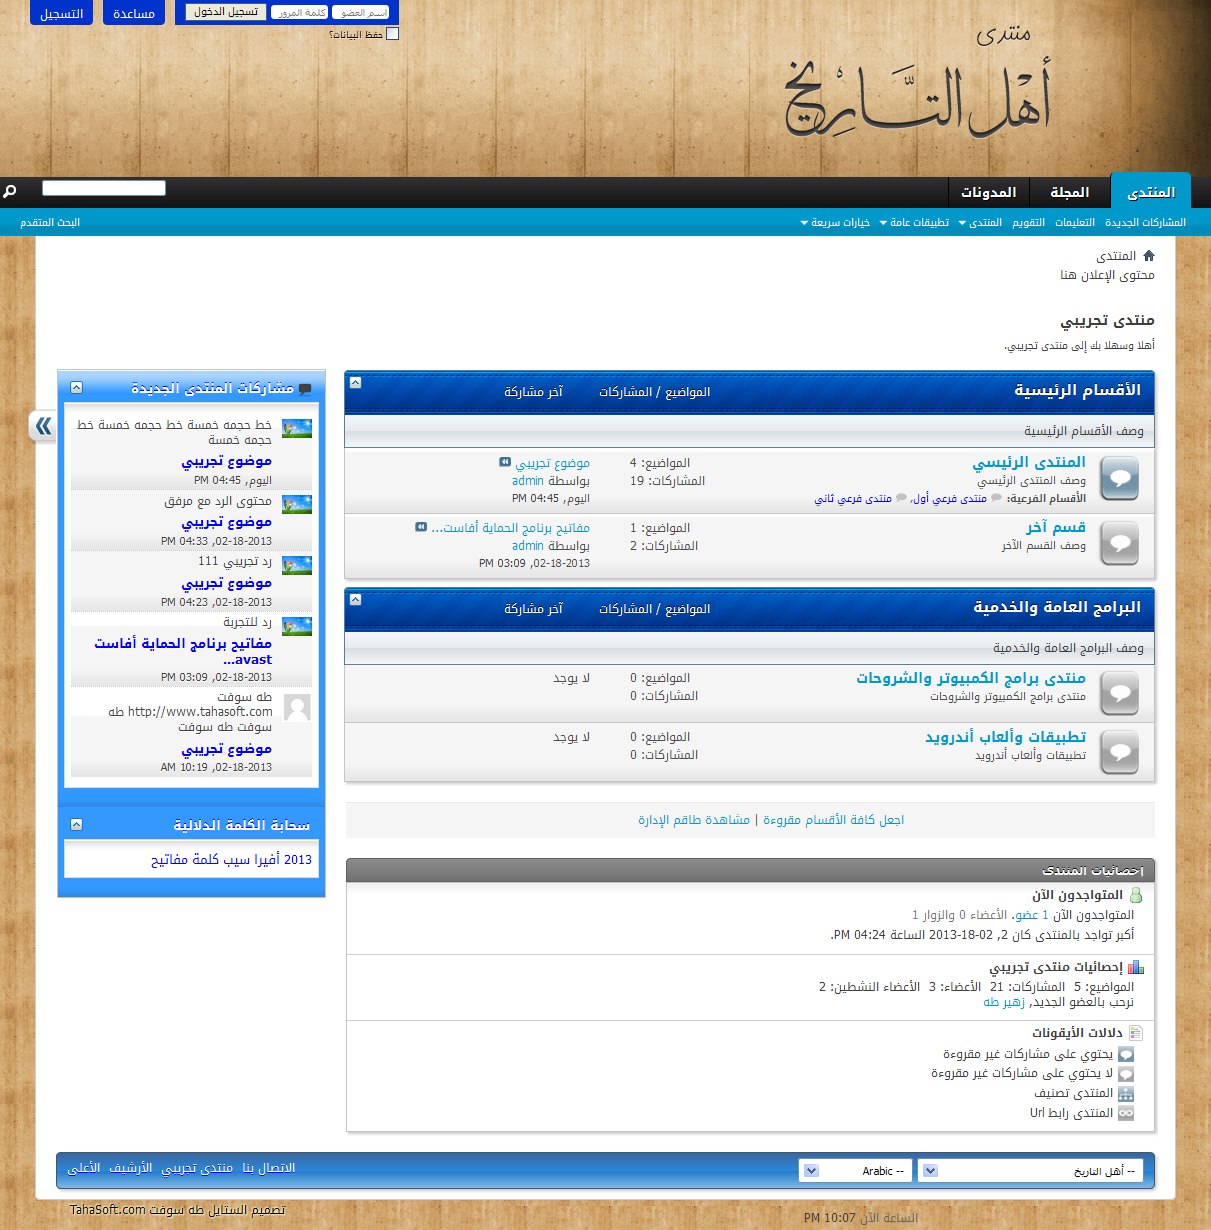 اسم العضو
كلمة المرور
تسجيل الدخول
مساعدة
التسجيل
حفظ البيانات؟
منتدى
أهل التاريخ
المنتدى
المجلة
المدونات
المشاركات الجديدة
التعليمات
التقويم
المنتدى
تطبيقات عامة
خيارات سريعة
البحث المتقدم
المنتدى
محتوى الإعلان هنا
منتدى تجريبي
أهلا وسهلا بك إلى منتدى تجريبي.
الأقسام الرئيسية
المواضيع / المشاركات
آخر مشاركة
وصف الأقسام الرئيسية
المنتدى الرئيسي
وصف المنتدى الرئيسي
الأقسام الفرعية: منتدى فرعي أول, منتدى فرعي ثاني
المواضيع: 4
المشاركات: 19
موضوع تجريبي
بواسطة admin
اليوم, 04:45 PM
قسم آخر
وصف القسم الآخر
المواضيع: 1
المشاركات: 2
مفاتيح برنامج الحماية أفاست...
بواسطة admin
02-18-2013, 03:09 PM
البرامج العامة والخدمية
المواضيع / المشاركات
آخر مشاركة
وصف البرامج العامة والخدمية
منتدى برامج الكمبيوتر والشروحات
منتدى برامج الكمبيوتر والشروحات
المواضيع: 0
المشاركات: 0
لا يوجد
تطبيقات وألعاب أندرويد
تطبيقات وألعاب أندرويد
المواضيع: 0
المشاركات: 0
لا يوجد
اجعل كافة الأقسام مقروءة | مشاهدة طاقم الإدارة
إحصائيات المنتدى
المتواجدون الآن
المتواجدون الآن 1 عضو. الأعضاء 0 والزوار 1
أكبر تواجد بالمنتدى كان 2, 02-18-2013 الساعة 04:24 PM.
إحصائيات منتدى تجريبي
المواضيع: 5 المشاركات: 21 الأعضاء: 3 الأعضاء النشطين: 2
نرحب بالعضو الجديد, زهير طه
دلالات الأيقونات
يحتوي على مشاركات غير مقروءة
لا يحتوي على مشاركات غير مقروءة
المنتدى تصنيف
المنتدى رابط Url
مشاركات المنتدى الجديدة
خط حجمه خمسة خط حجمه خمسة خط
حجمه خمسة
موضوع تجريبي
اليوم, 04:45 PM
محتوى الرد مع مرفق
موضوع تجريبي
02-18-2013, 04:33 PM
رد تجريبي 111
موضوع تجريبي
02-18-2013, 04:23 PM
رد للتجربة
مفاتيح برنامج الحماية أفاست
avast...
02-18-2013, 03:09 PM
طه سوفت
http://www.tahasoft.com طه
سوفت طه سوفت
موضوع تجريبي
02-18-2013, 10:19 AM
سحابة الكلمة الدلالية
2013 أفيرا سيب كلمة مفاتيح
-- أهل التاريخ
-- Arabic
الاتصال بنا
منتدى تجريبي
الأرشيف
الأعلى
تصميم الستايل طه سوفت TahaSoft.com
الساعة الآن 10:07 PM